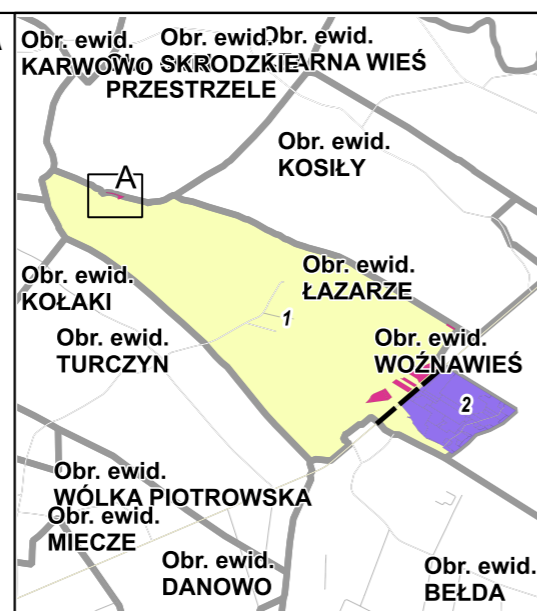 Obr. ewid.
KARWOWO
Obr. ewid.
SKRODZKIE
Obr. ewid.
CZARNA WIEŚ
PRZESTRZELE
Obr. ewid.
KOSIŁY
A
Obr. ewid.
ŁAZARZE
Obr. ewid.
KOŁAKI
1
Obr. ewid.
TURCZYN
Obr. ewid.
WOŹNAWIEŚ
2
Obr. ewid.
WÓLKA PIOTROWSKA
Obr. ewid.
MIECZE
Obr. ewid.
DANOWO
Obr. ewid.
BEŁDA